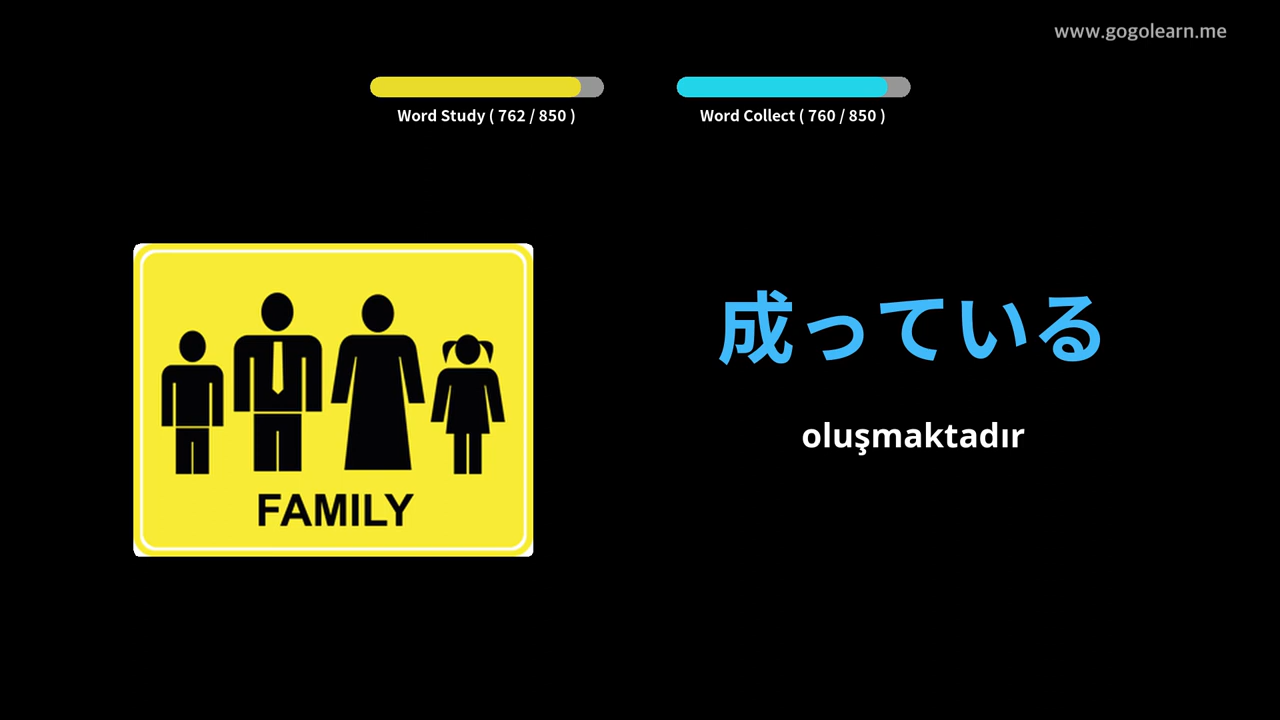 www.gogolearn.me
Word Study ( 762 / 850 )
Word Collect ( 760 / 850 )
FAMILY
成っている
oluşmaktadır